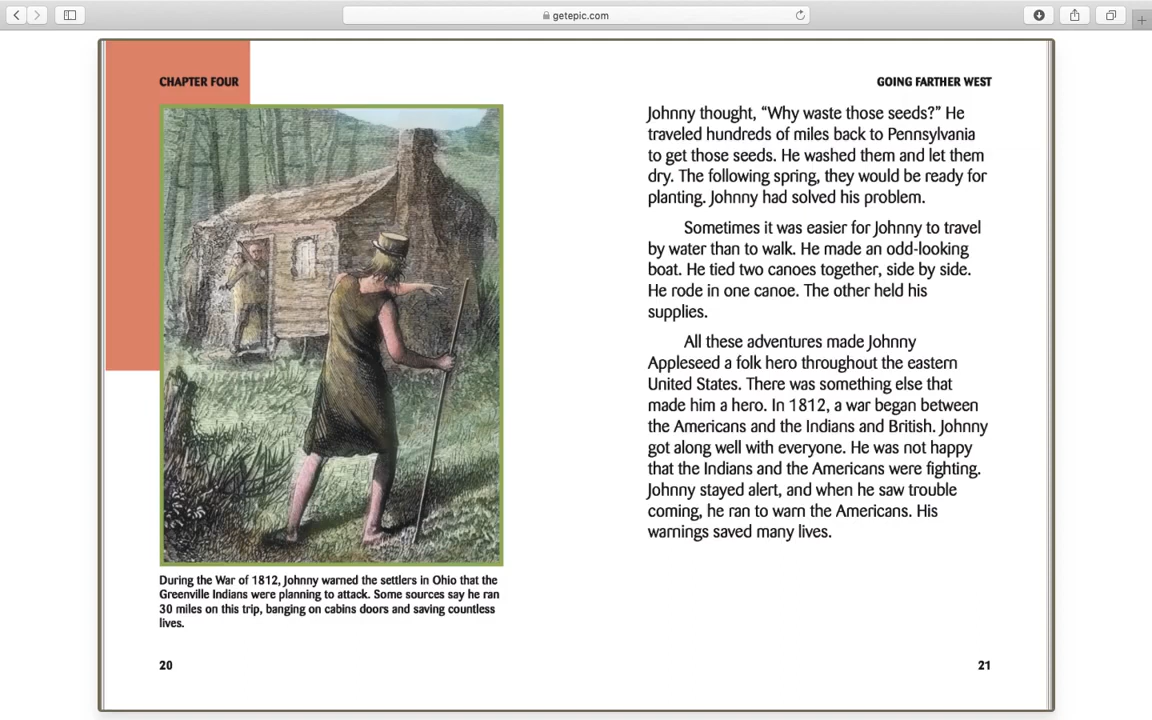 getepic.com
CHAPTER FOUR
During the War of 1812, Johnny warned the settlers in Ohio that the
Greenville Indians were planning to attack. Some sources say he ran
30 miles on this trip, banging on cabins doors and saving countless
lives.
20
GOING FARTHER WEST
Johnny thought, “Why waste those seeds?” He
traveled hundreds of miles back to Pennsylvania
to get those seeds. He washed them and let them
dry. The following spring, they would be ready for
planting. Johnny had solved his problem.
Sometimes it was easier for Johnny to travel
by water than to walk. He made an odd-looking
boat. He tied two canoes together, side by side.
He rode in one canoe. The other held his
supplies.
All these adventures made Johnny
Appleseed a folk hero throughout the eastern
United States. There was something else that
made him a hero. In 1812, a war began between
the Americans and the Indians and British. Johnny
got along well with everyone. He was not happy
that the Indians and the Americans were fighting.
Johnny stayed alert, and when he saw trouble
coming, he ran to warn the Americans. His
warnings saved many lives.
21